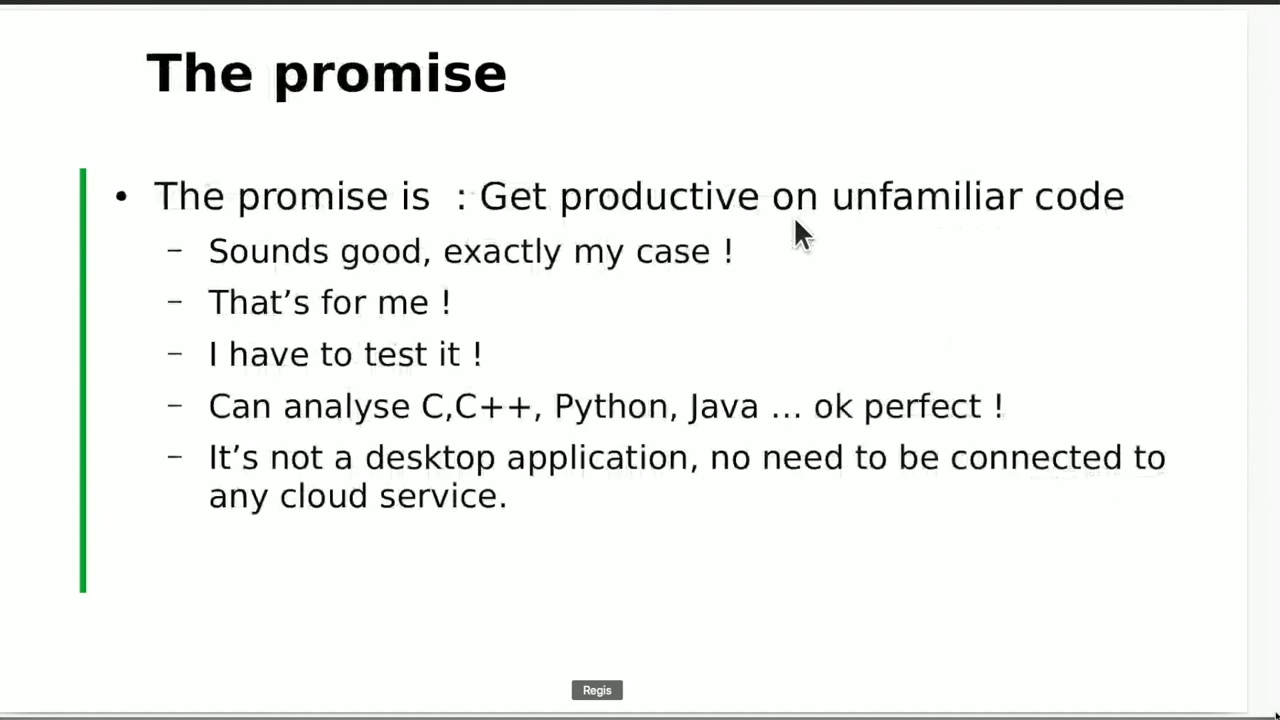 The promise
• The promise is  : Get productive on unfamiliar code
– Sounds good, exactly my case !
– That’s for me !
– I have to test it !
– Can analyse C,C++, Python, Java ... ok perfect !
– It’s not a desktop application, no need to be connected to
any cloud service.
Regis